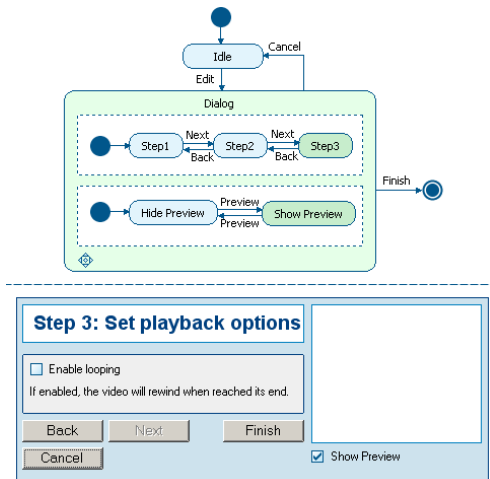 Idle
Cancel
Edit
Dialog
Step1
Next
Back
Step2
Next
Back
Step3
Finish
Hide Preview
Preview
Preview
Show Preview
Step 3: Set playback options
Enable looping
If enabled, the video will rewind when reached its end.
Back
Next
Finish
Cancel
Show Preview